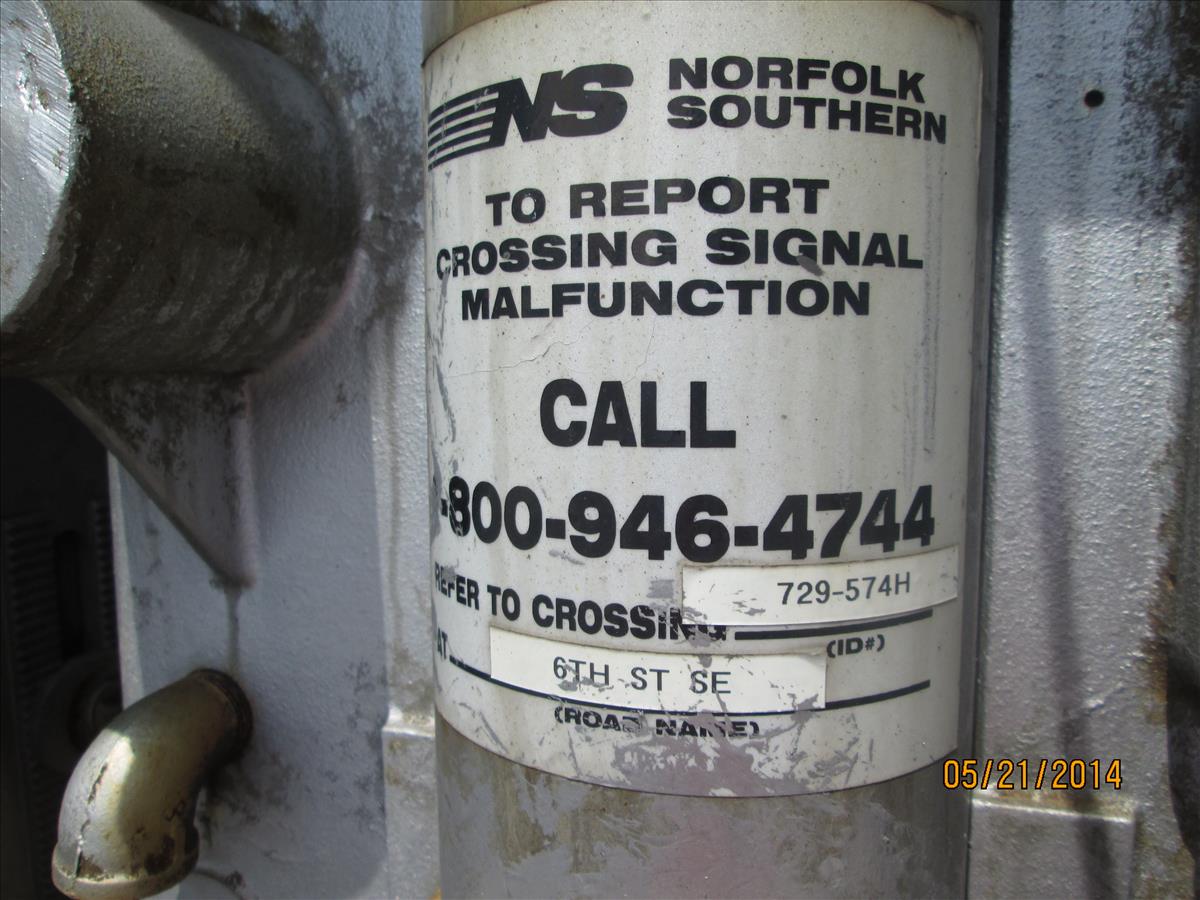 NS NORFOLK
SOUTHERN
TO REPORT
CROSSING SIGNAL
MALFUNCTION
CALL
-800-946-4744
REFER TO CROSSING 729-574H
(ID#)
AT 6TH ST SE
(ROAD NAME)
05/21/2014